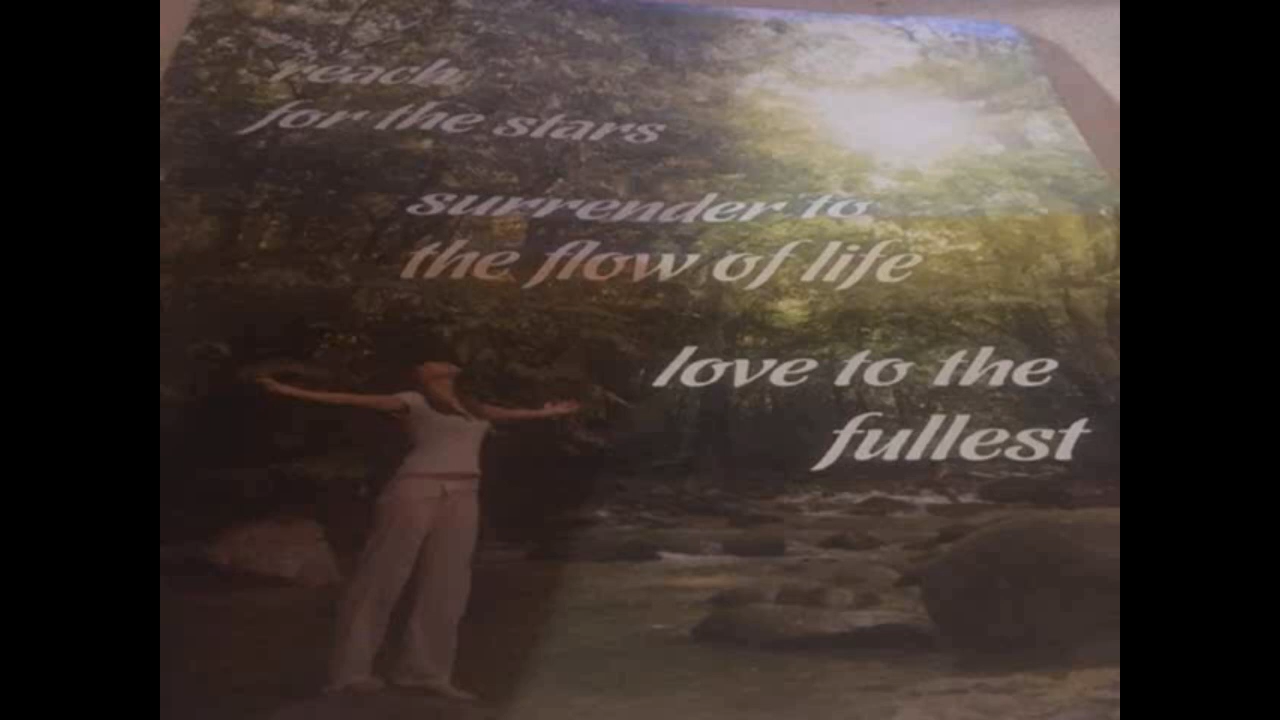 reach
for the stars
surrender to
the flow of life
love to the
fullest